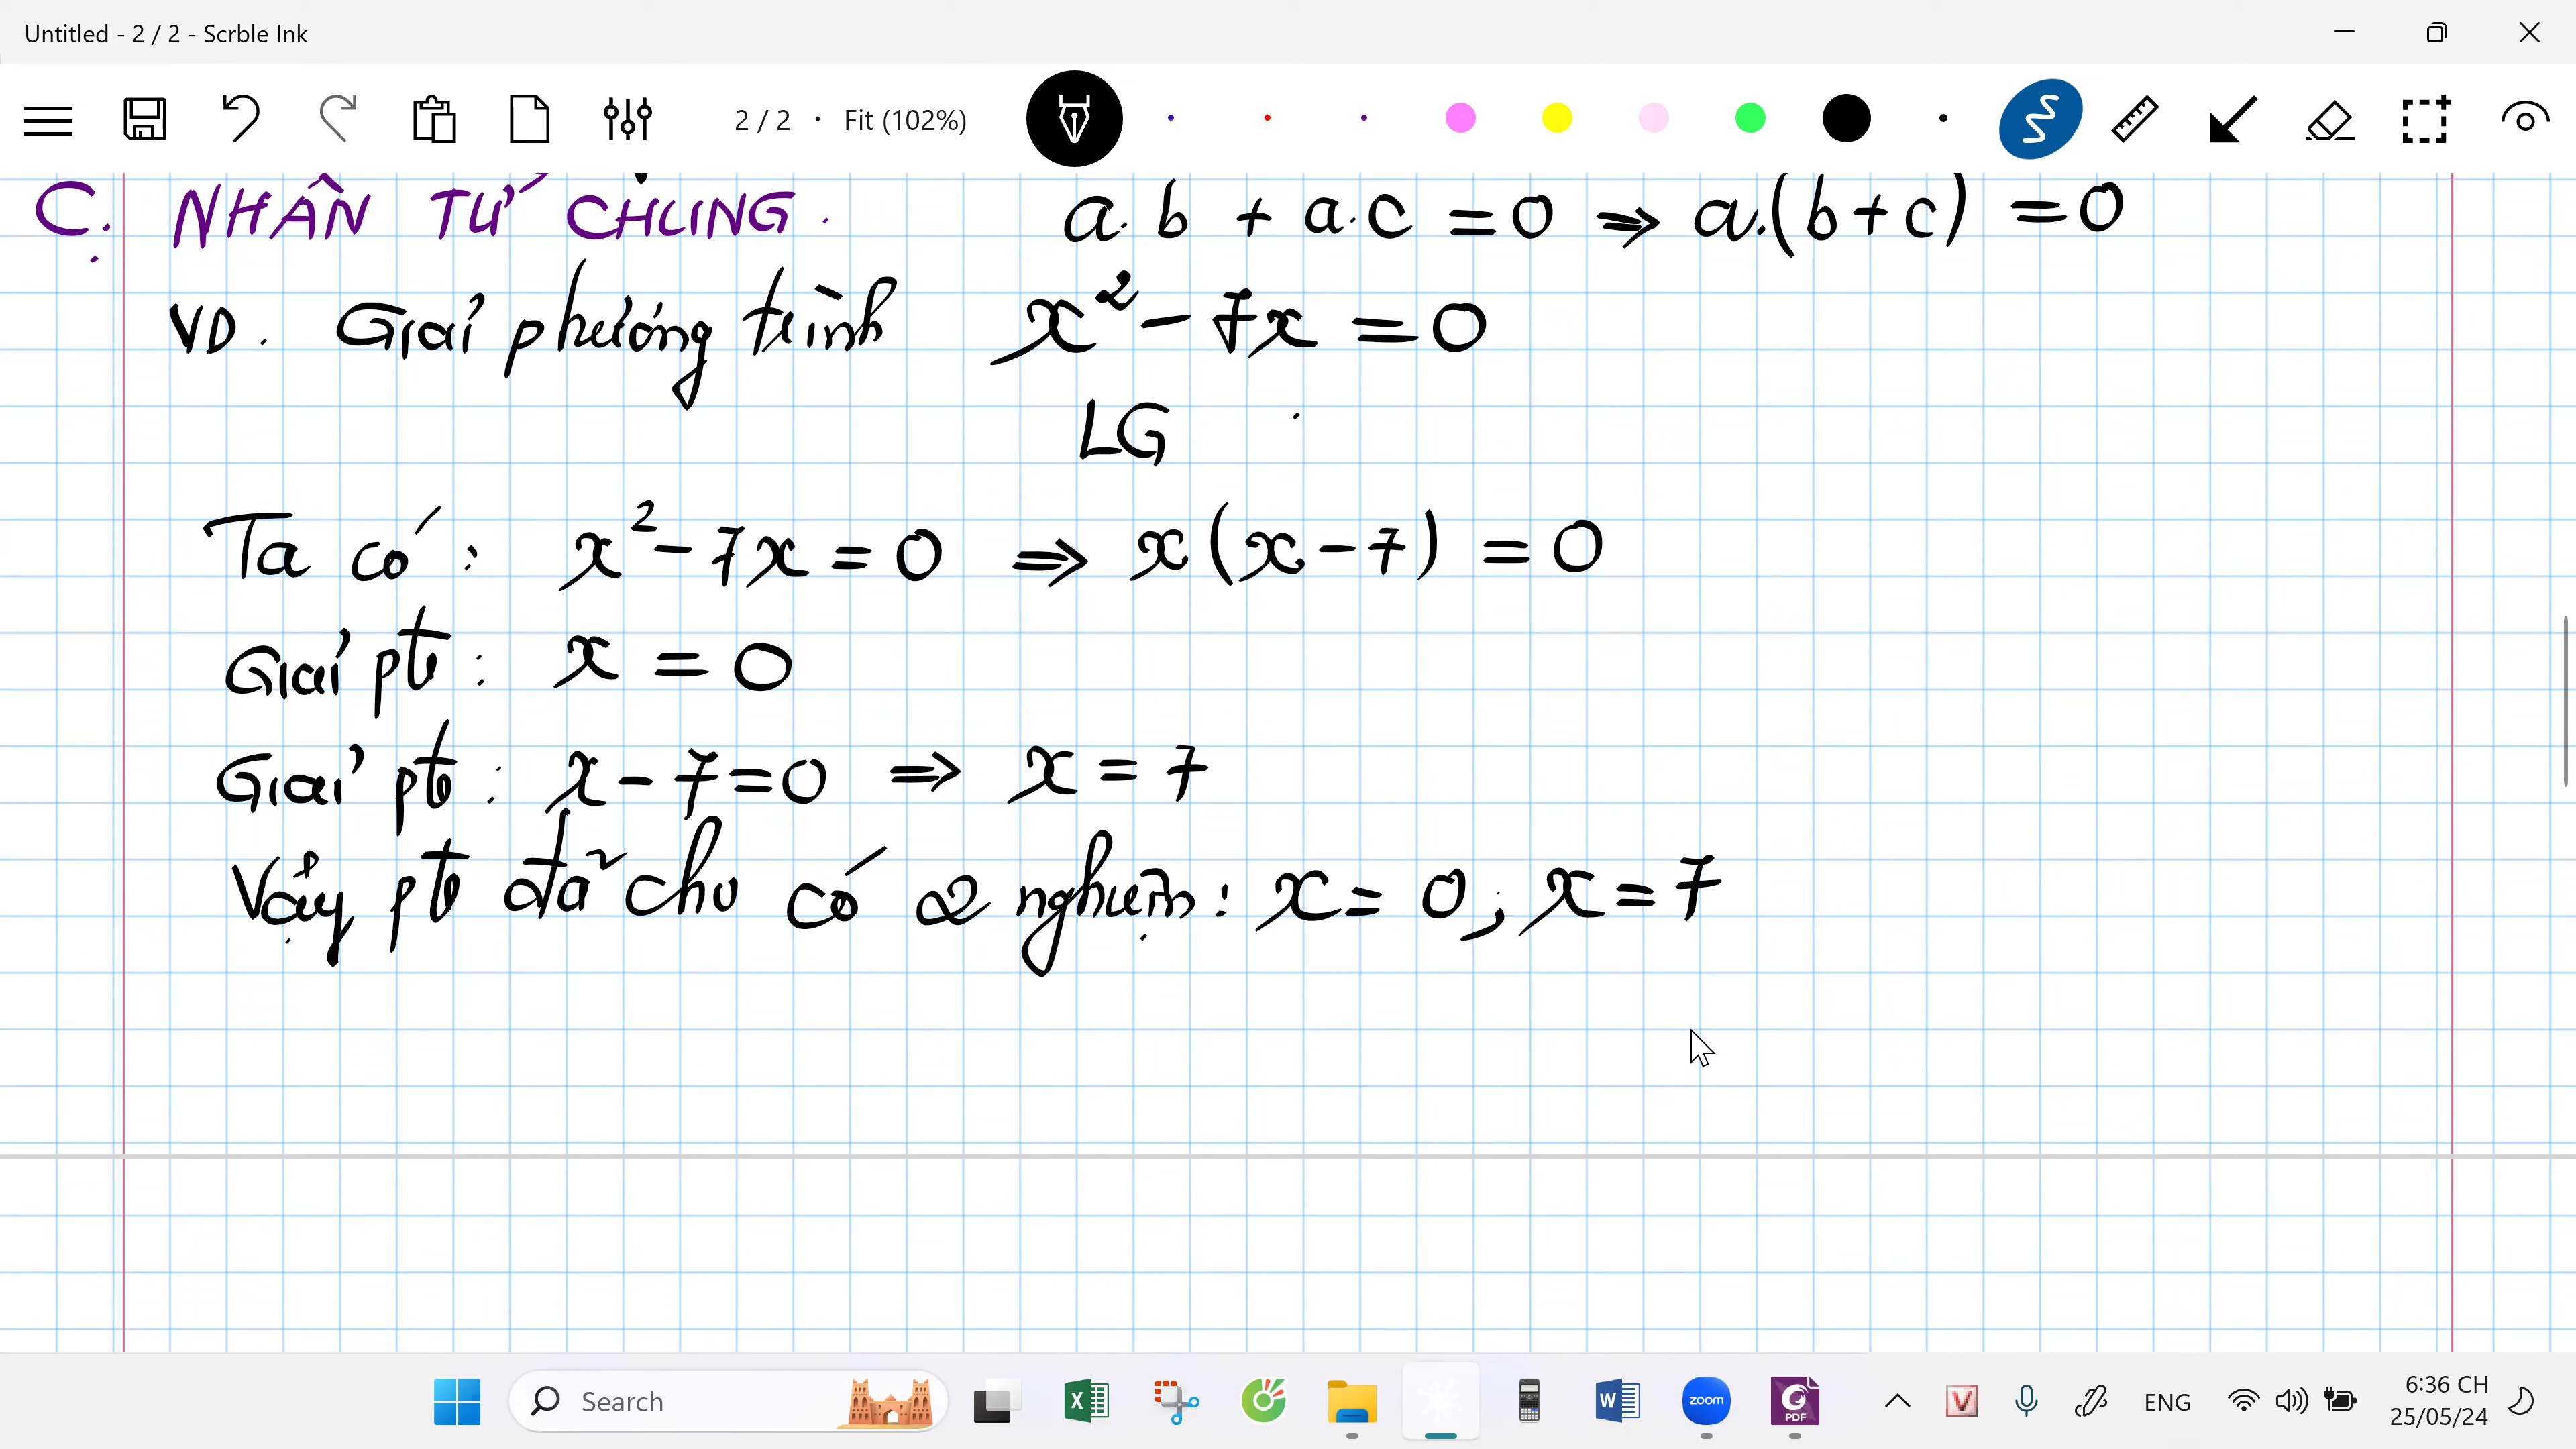 Untitled - 2 / 2 - Scrble Ink
2 / 2 · Fit (102%)
C. NHÂN TỬ CHUNG. a.b + a.c = 0 ⇒ a.(b+c) = 0
VD. Giải phương trình x² - 7x = 0
LG
Ta có: x² - 7x = 0 ⇒ x(x - 7) = 0
Giải pt: x = 0
Giải pt: x - 7 = 0 ⇒ x = 7
Vậy pt đã cho có 2 nghiệm: x = 0; x = 7
Search
zoom
PDF
ENG
6:36 CH
25/05/24